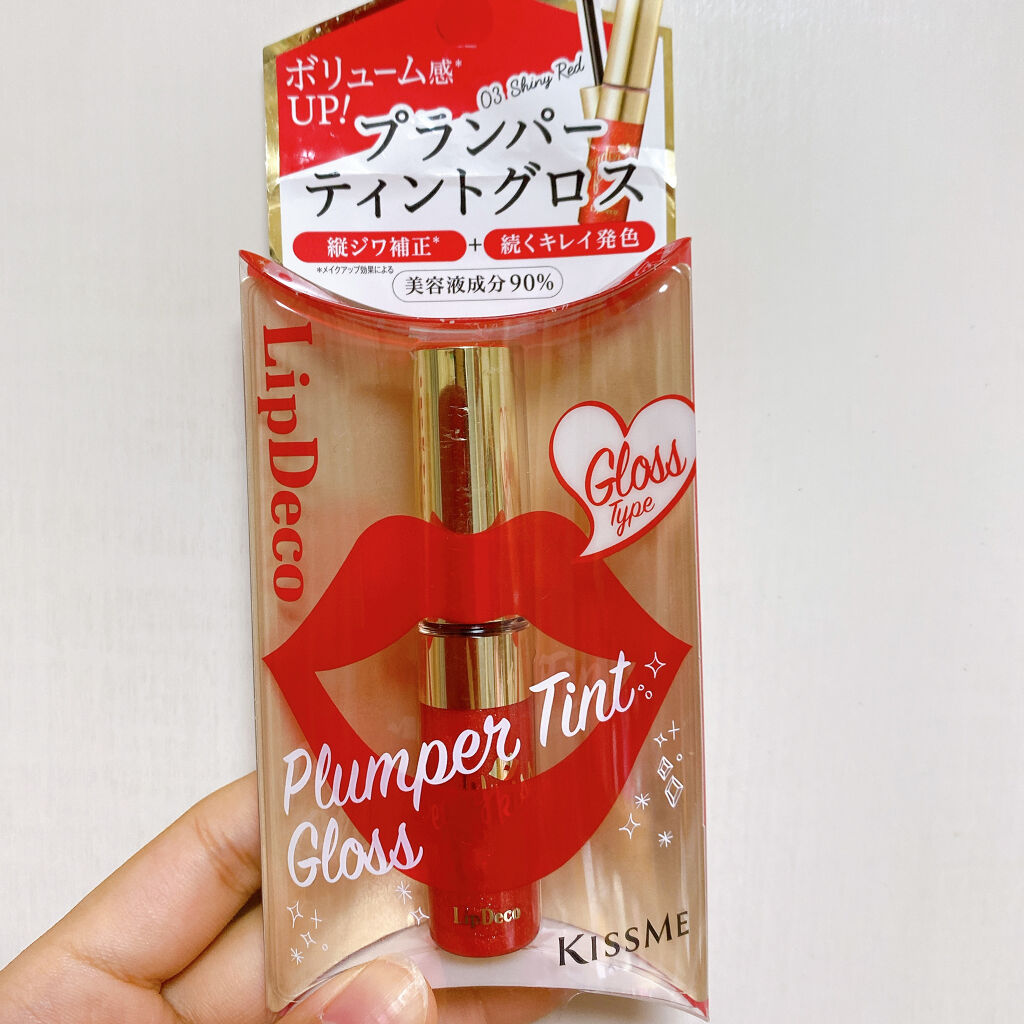 ボリューム感*
UP!
03 Shiny Red
プランパー
ティントグロス
縦ジワ補正*
+
続くキレイ発色
*メイクアップ効果による
美容液成分90%
LipDeco
Gloss
Type
Plumper Tint
Gloss
LipDeco
KISSME